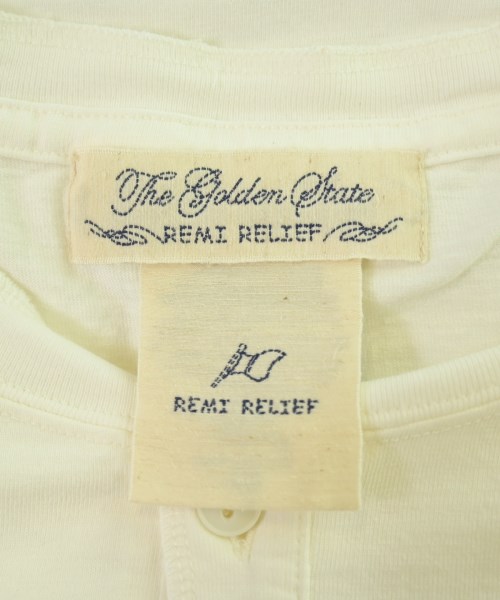 The Golden State
REMI RELIEF
REMI RELIEF